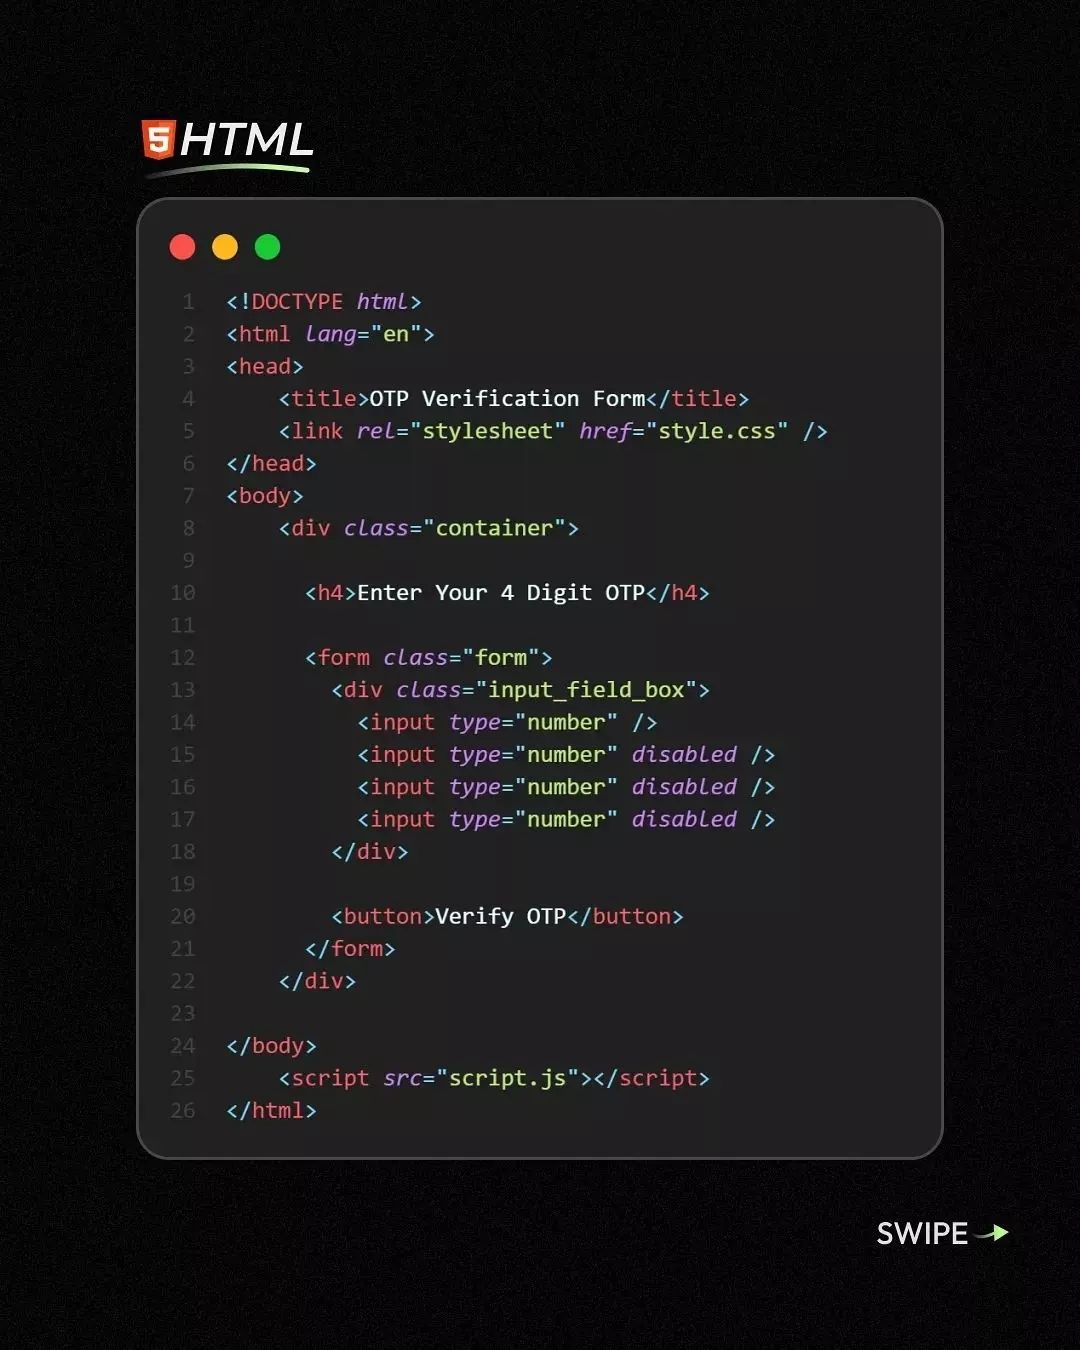 5 HTML
1 <!DOCTYPE html>
2 <html lang="en">
3 <head>
4     <title>OTP Verification Form</title>
5     <link rel="stylesheet" href="style.css" />
6 </head>
7 <body>
8     <div class="container">
9
10       <h4>Enter Your 4 Digit OTP</h4>
11
12       <form class="form">
13         <div class="input_field_box">
14           <input type="number" />
15           <input type="number" disabled />
16           <input type="number" disabled />
17           <input type="number" disabled />
18         </div>
19
20         <button>Verify OTP</button>
21       </form>
22     </div>
23
24 </body>
25     <script src="script.js"></script>
26 </html>
SWIPE